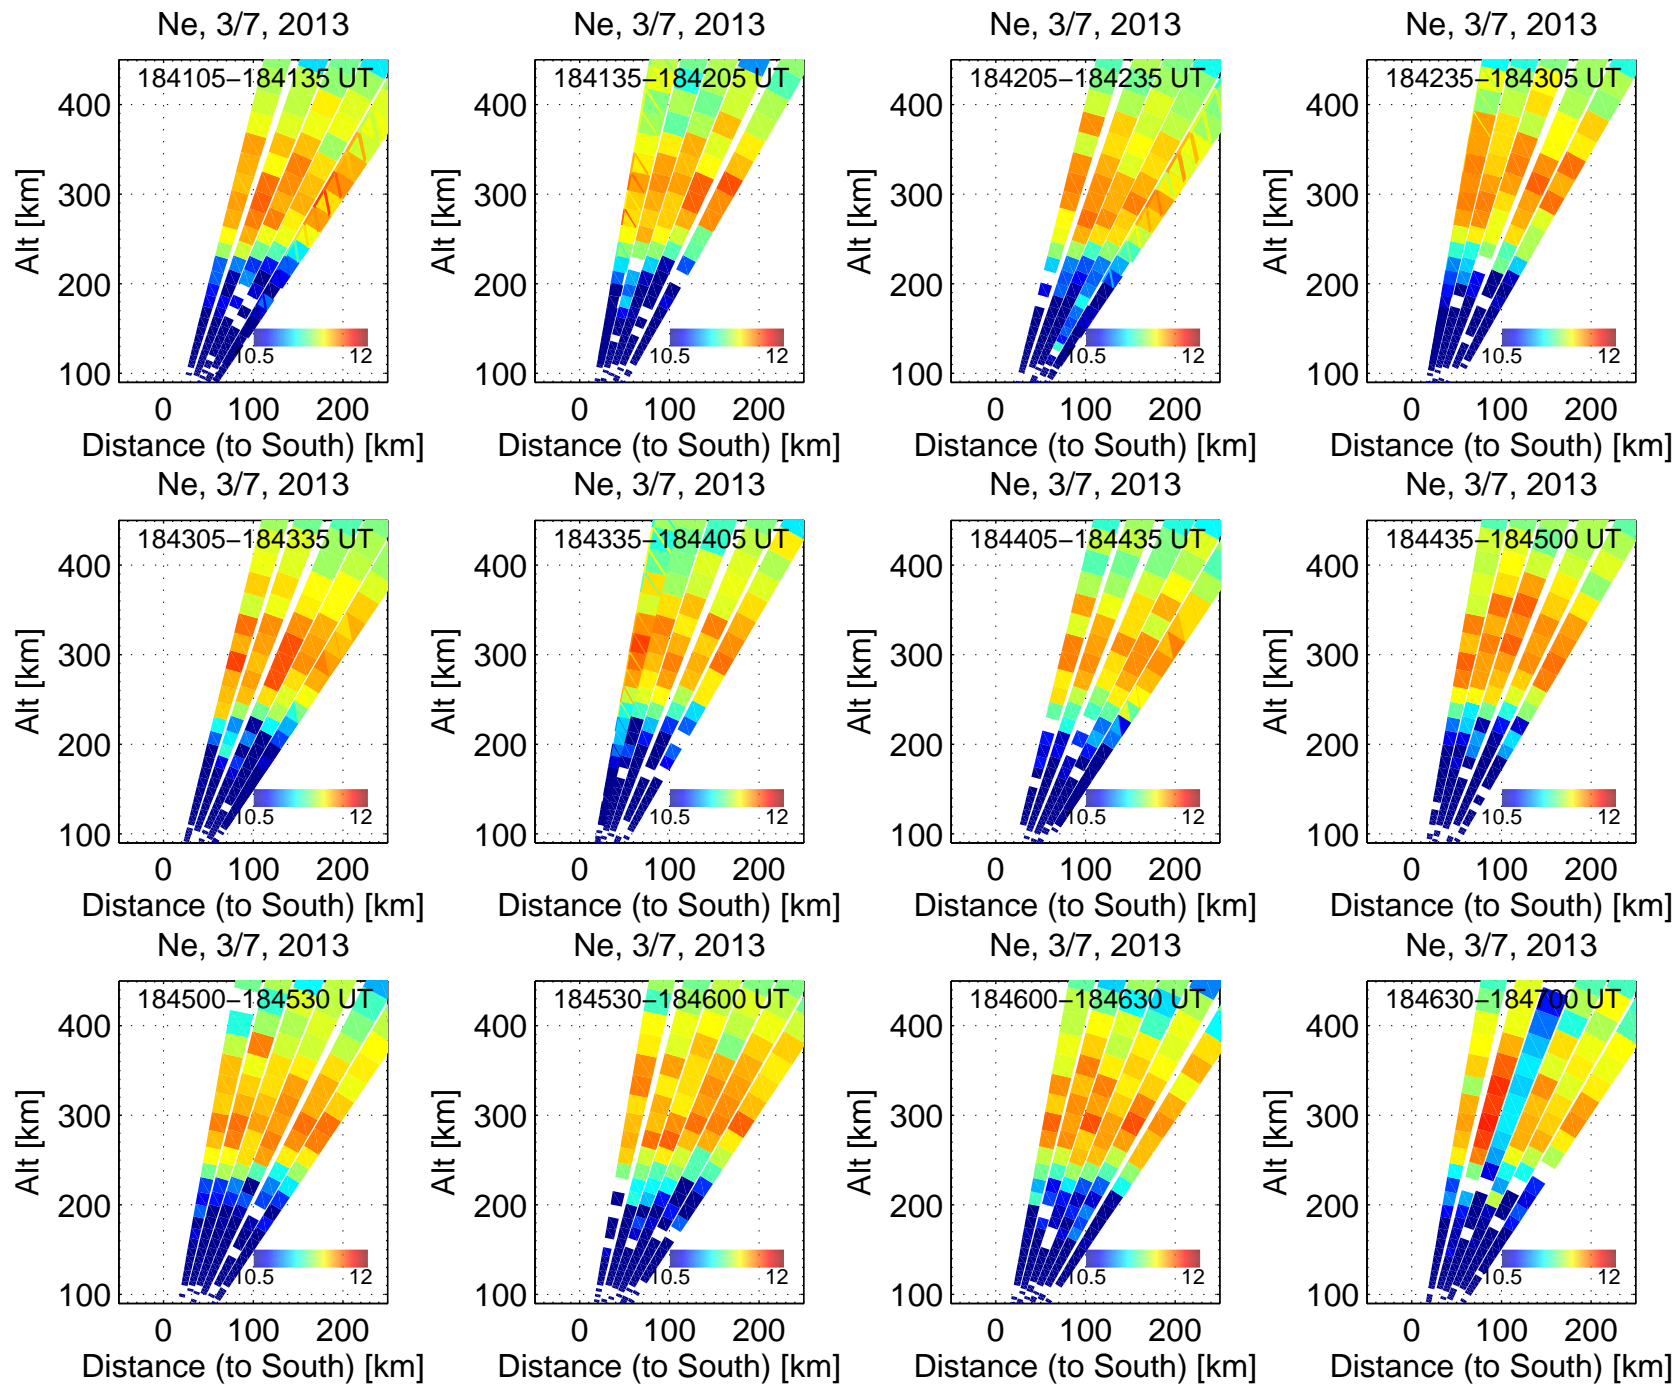 Ne, 3/7, 2013 Ne, 3/7, 2013 Ne, 3/7, 2013 Ne, 3/7, 2013
184105−184135 UT 184135−184205 UT 184205−184235 UT 184235−184305 UT
400 400 400 400
300 300 300 300
200 200 200 200
100 100 100 100
Alt [km] Alt [km] Alt [km] Alt [km]
10.5 12 10.5 12 10.5 12 10.5 12
0 100 200 0 100 200 0 100 200 0 100 200
Distance (to South) [km] Distance (to South) [km] Distance (to South) [km] Distance (to South) [km]
Ne, 3/7, 2013 Ne, 3/7, 2013 Ne, 3/7, 2013 Ne, 3/7, 2013
184305−184335 UT 184335−184405 UT 184405−184435 UT 184435−184500 UT
400 400 400 400
300 300 300 300
200 200 200 200
100 100 100 100
Alt [km] Alt [km] Alt [km] Alt [km]
10.5 12 10.5 12 10.5 12 10.5 12
0 100 200 0 100 200 0 100 200 0 100 200
Distance (to South) [km] Distance (to South) [km] Distance (to South) [km] Distance (to South) [km]
Ne, 3/7, 2013 Ne, 3/7, 2013 Ne, 3/7, 2013 Ne, 3/7, 2013
184500−184530 UT 184530−184600 UT 184600−184630 UT 184630−184700 UT
400 400 400 400
300 300 300 300
200 200 200 200
100 100 100 100
Alt [km] Alt [km] Alt [km] Alt [km]
10.5 12 10.5 12 10.5 12 10.5 12
0 100 200 0 100 200 0 100 200 0 100 200
Distance (to South) [km] Distance (to South) [km] Distance (to South) [km] Distance (to South) [km]